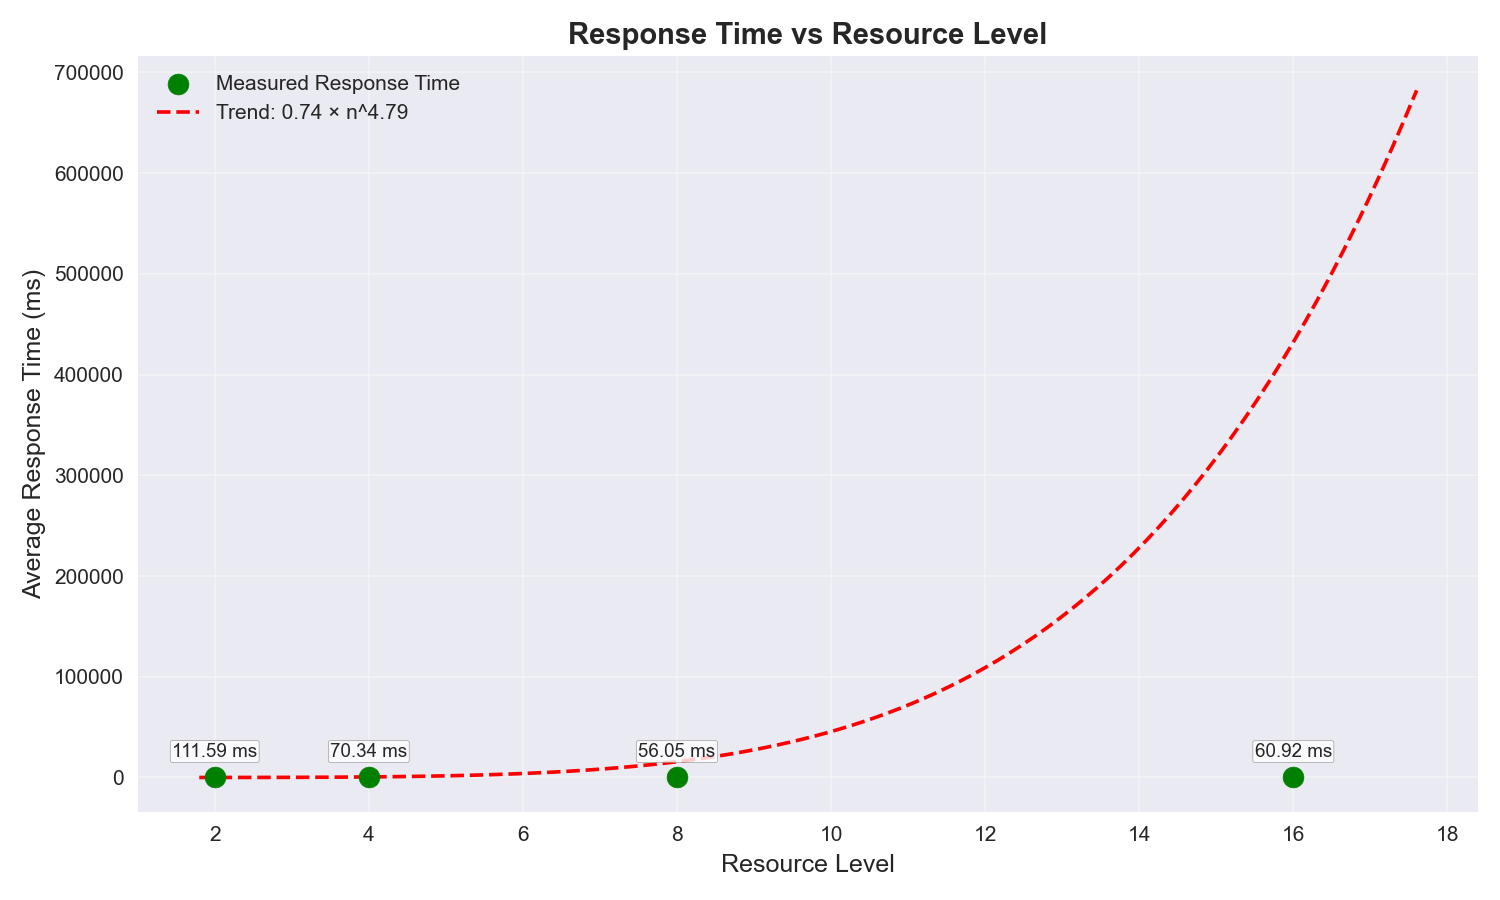 Response Time vs Resource Level
Measured Response Time
Trend: 0.74 × n^4.79
Average Response Time (ms)
700000
600000
500000
400000
300000
200000
100000
0
111.59 ms
70.34 ms
56.05 ms
60.92 ms
2
4
6
8
10
12
14
16
18
Resource Level